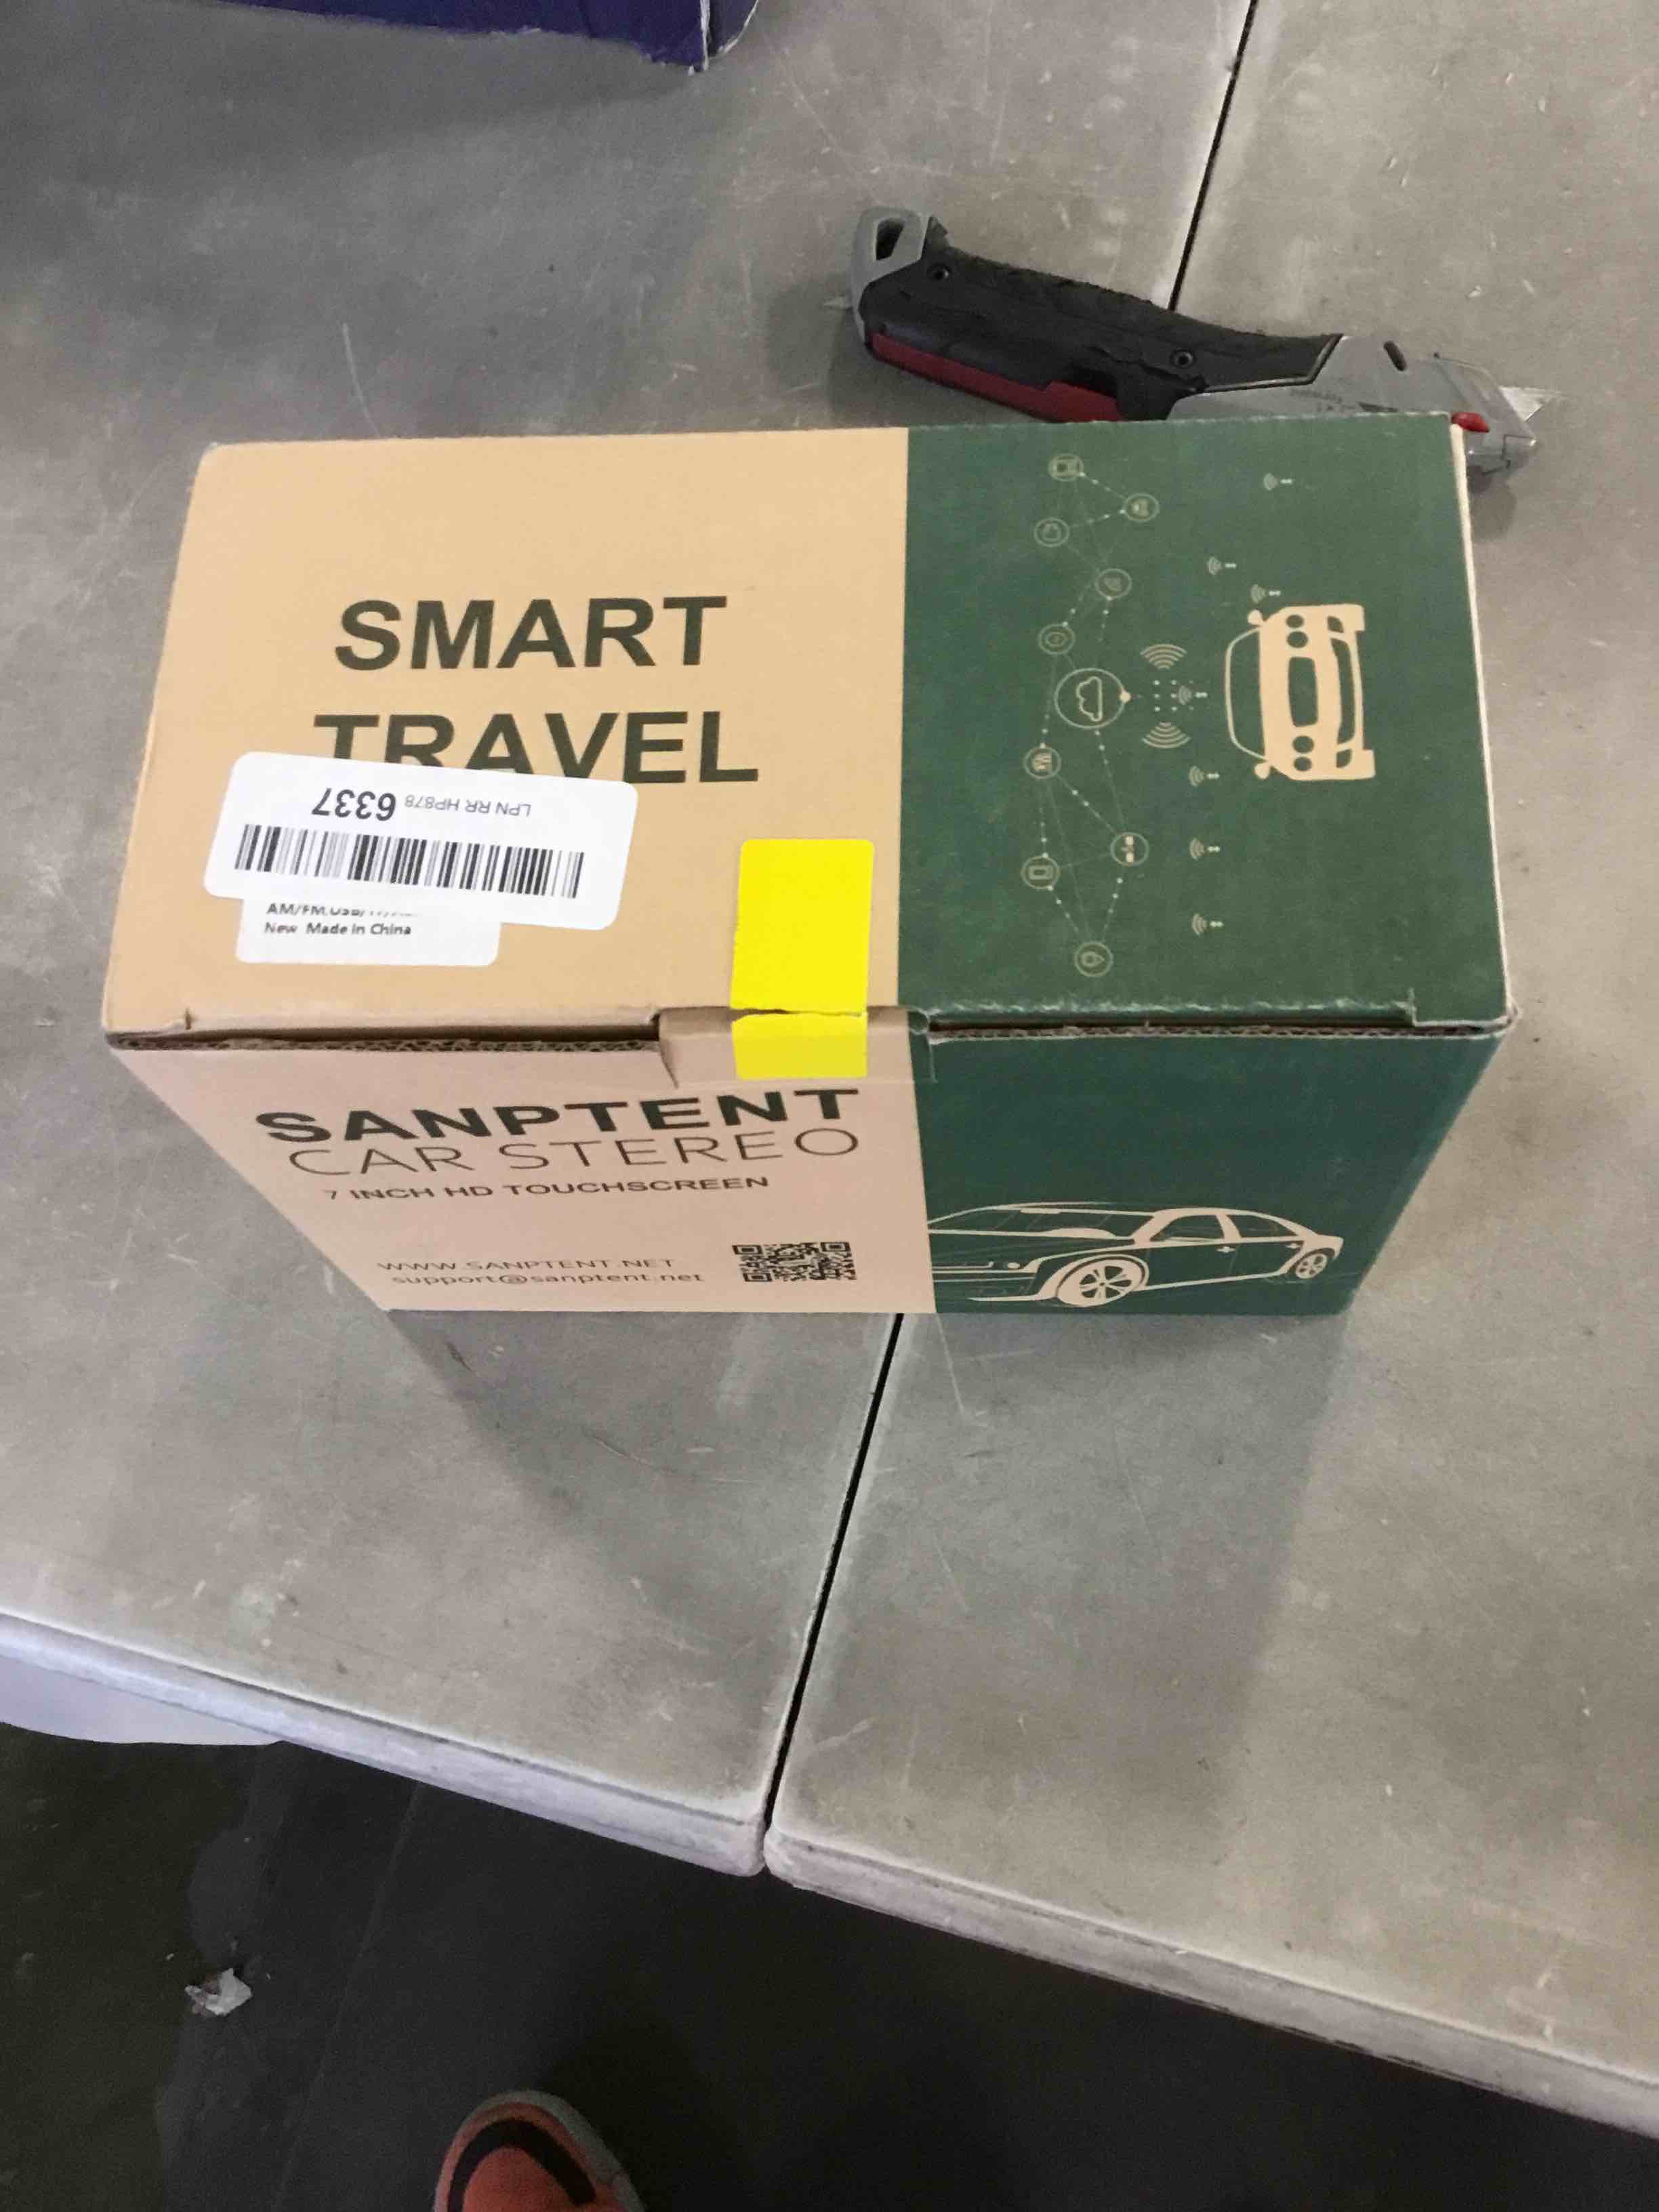 SMART
TRAVEL
LPN RR HP878 6337
AM/FM,USB/
New Made in China
SANPTENT
CAR STEREO
7 INCH HD TOUCHSCREEN
WWW.SANPTENT.NET
support@sanptent.net